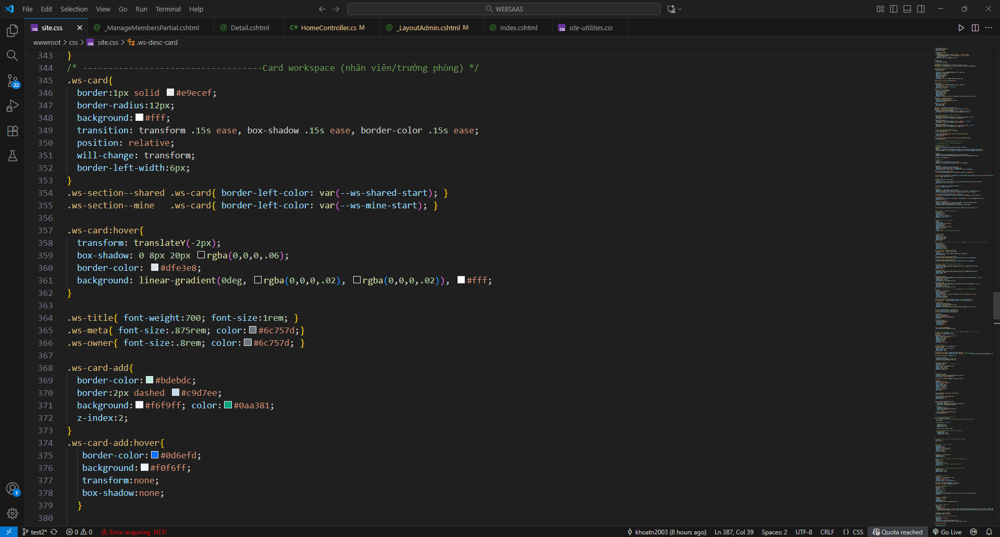 File Edit Selection View Go Run Terminal Help
WEBSAAS
site.css
_ManageMembersPartial.cshtml
Detail.cshtml
C# HomeController.cs M
_LayoutAdmin.cshtml M
Index.cshtml
site-utilities.css
wwwroot > css > site.css > .ws-desc-card
343 }
344 /* -----------------------------------Card workspace (nhân viên/trưởng phòng) */
345 .ws-card{
346 border:1px solid #e9ecef;
347 border-radius:12px;
348 background:#fff;
349 transition: transform .15s ease, box-shadow .15s ease, border-color .15s ease;
350 position: relative;
351 will-change: transform;
352 border-left-width:6px;
353 }
354 .ws-section--shared .ws-card{ border-left-color: var(--ws-shared-start); }
355 .ws-section--mine   .ws-card{ border-left-color: var(--ws-mine-start); }
356
357 .ws-card:hover{
358 transform: translateY(-2px);
359 box-shadow: 0 8px 20px rgba(0,0,0,.06);
360 border-color: #dfe3e8;
361 background: linear-gradient(0deg, rgba(0,0,0,.02), rgba(0,0,0,.02)), #fff;
362 }
363
364 .ws-title{ font-weight:700; font-size:1rem; }
365 .ws-meta{ font-size:.875rem; color:#6c757d;}
366 .ws-owner{ font-size:.8rem; color:#6c757d; }
367
368 .ws-card-add{
369 border-color:#bdebdc;
370 border:2px dashed #c9d7ee;
371 background:#f6f9ff; color:#0aa381;
372 z-index:2;
373 }
374 .ws-card-add:hover{
375 border-color:#0d6efd;
376 background:#f0f6ff;
377 transform:none;
378 box-shadow:none;
379 }
380
22
1
test2* 0 0 Error acquiring .NET! khoatn2003 (8 hours ago) Ln 387, Col 39 Spaces: 2 UTF-8 CRLF {} CSS Quota reached Go Live